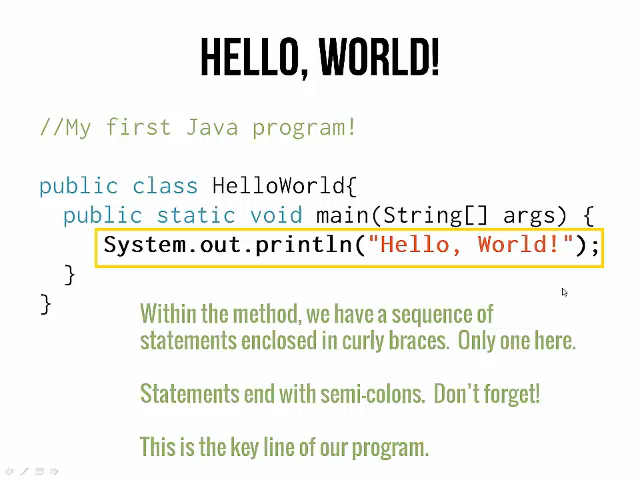 HELLO, WORLD!
//My first Java program!
public class HelloWorld{
public static void main(String[] args) {
System.out.println("Hello, World!");
}
}
Within the method, we have a sequence of
statements enclosed in curly braces. Only one here.
Statements end with semi-colons. Don't forget!
This is the key line of our program.